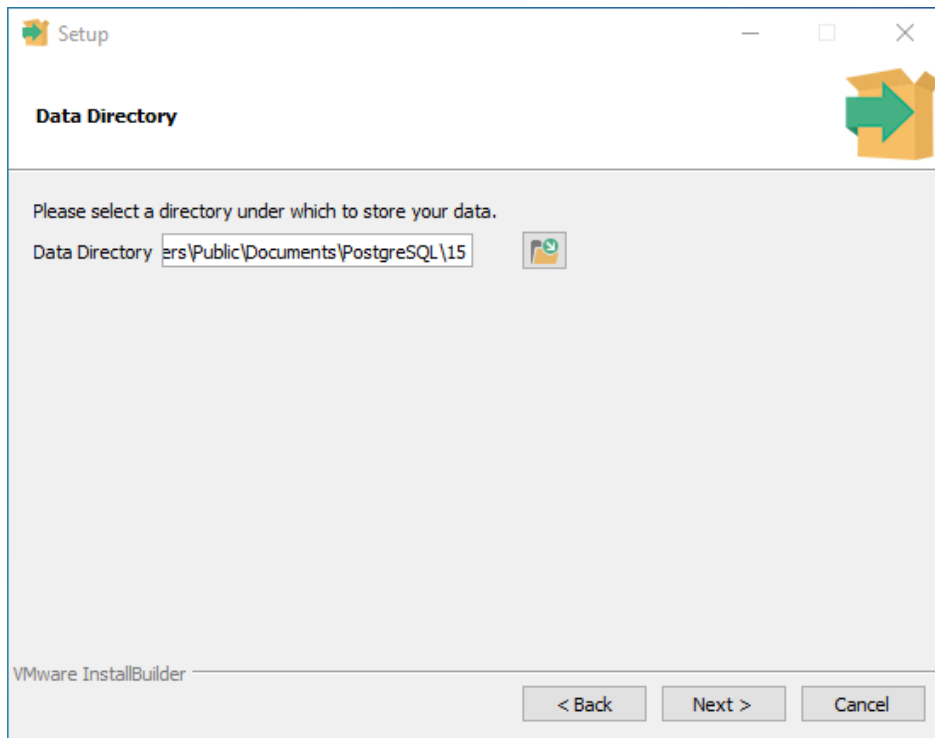 Setup
Data Directory
Please select a directory under which to store your data.
Data Directory ers\Public\Documents\PostgreSQL\15
VMware InstallBuilder
< Back Next > Cancel